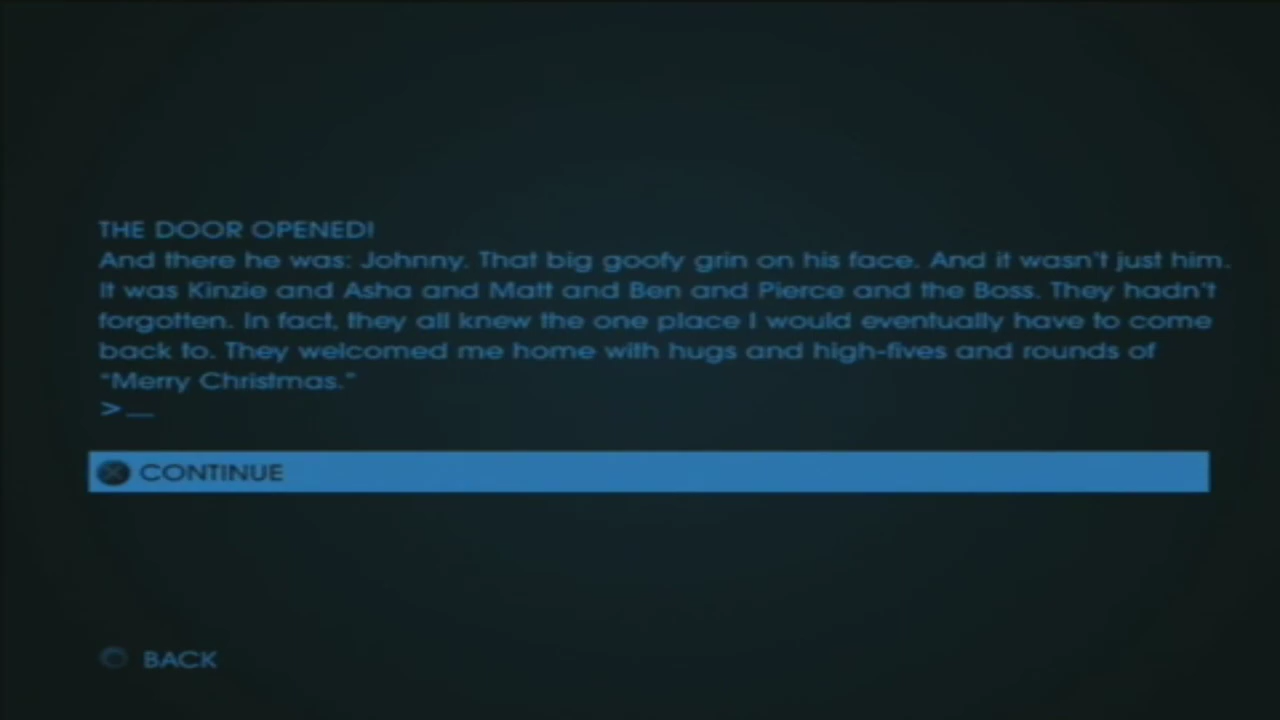 THE DOOR OPENED!
And there he was: Johnny. That big goofy grin on his face. And it wasn't just him.
It was Kinzie and Asha and Matt and Ben and Pierce and the Boss. They hadn't
forgotten. In fact, they all knew the one place I would eventually have to come
back to. They welcomed me home with hugs and high-fives and rounds of
"Merry Christmas."
>__
CONTINUE
BACK